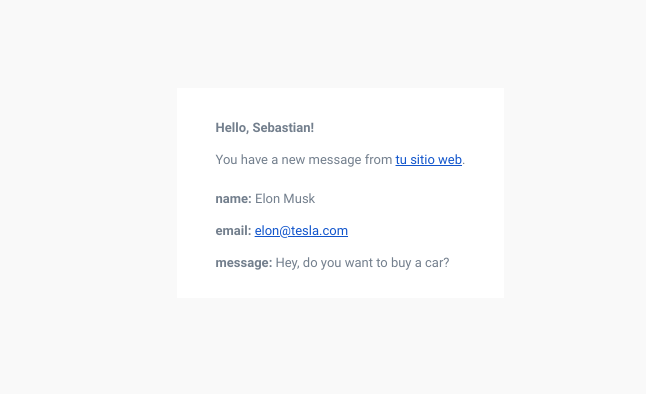 Hello, Sebastian!
You have a new message from tu sitio web.
name: Elon Musk
email: elon@tesla.com
message: Hey, do you want to buy a car?